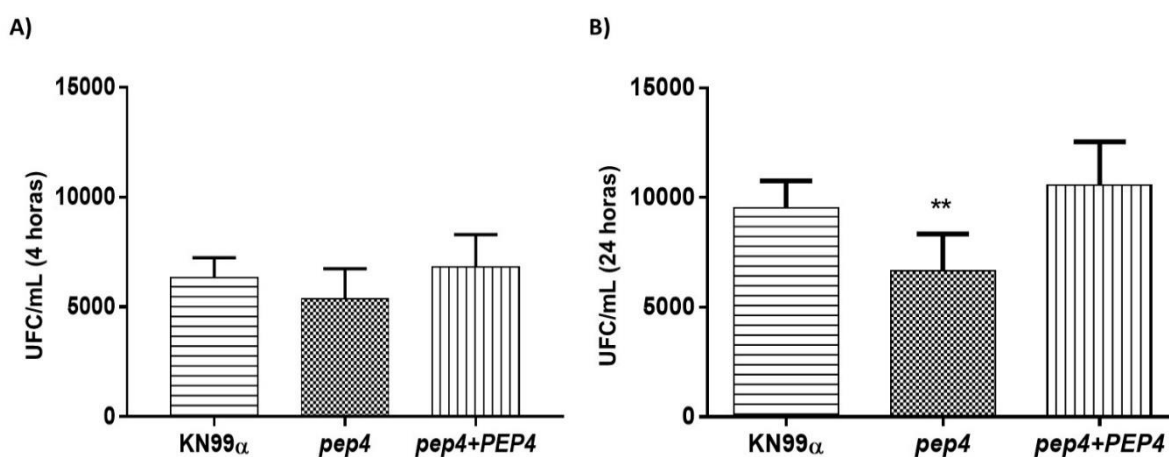 A)
UFC/mL (4 horas)
15000
10000
5000
0
KN99α
pep4
pep4+PEP4
B)
UFC/mL (24 horas)
15000
10000
5000
0
**
KN99α
pep4
pep4+PEP4